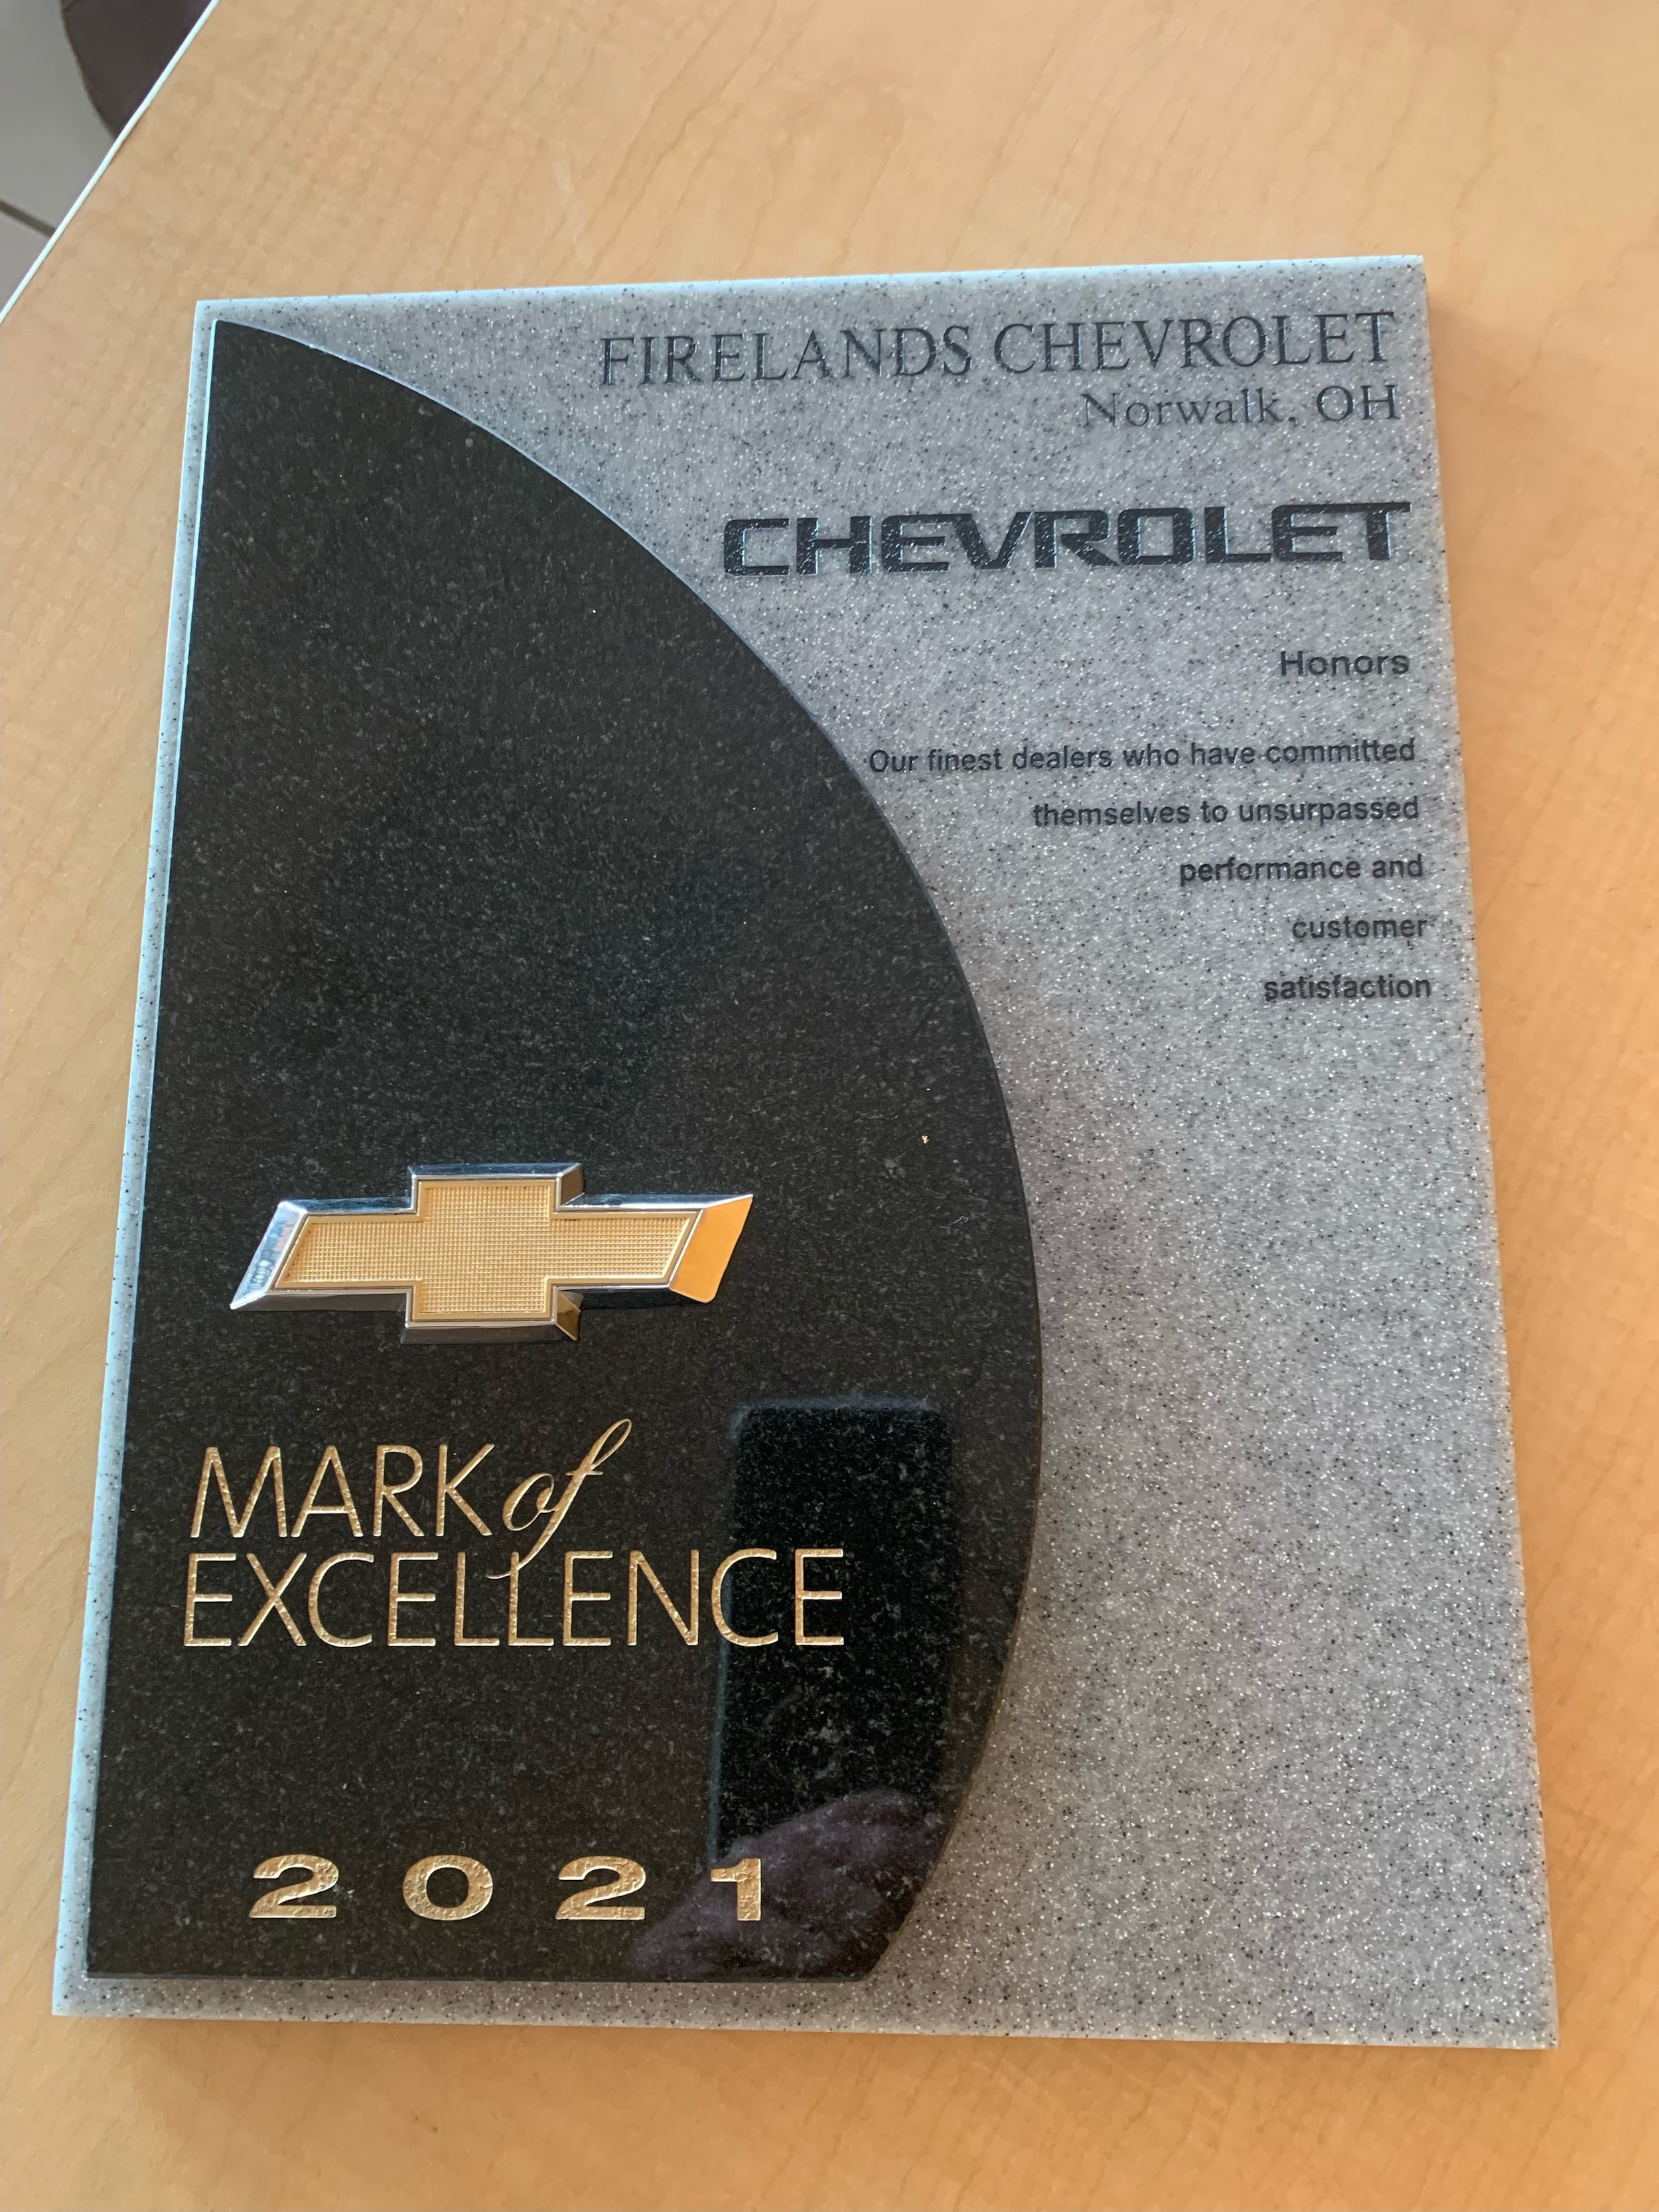 FIRELANDS CHEVROLET
Norwalk, OH
CHEVROLET
Honors
Our finest dealers who have committed
themselves to unsurpassed
performance and
customer
satisfaction
MARK of
EXCELLENCE
2021